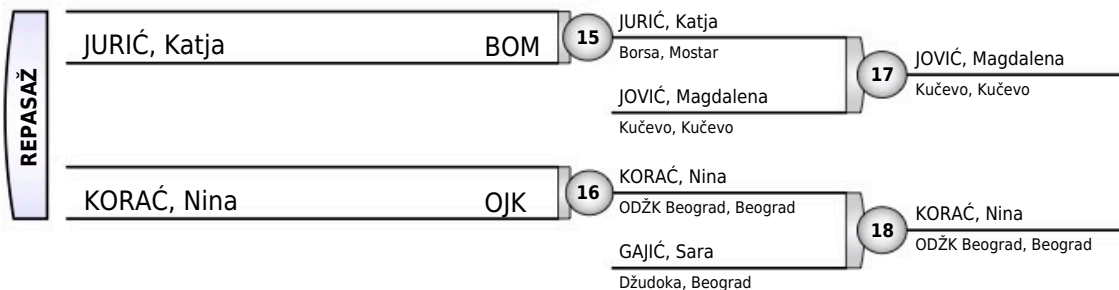 REPASAŽ
JURIĆ, Katja BOM
15
JURIĆ, Katja
Borsa, Mostar
JOVIĆ, Magdalena
Kučevo, Kučevo
17
JOVIĆ, Magdalena
Kučevo, Kučevo
KORAĆ, Nina OJK
16
KORAĆ, Nina
ODŽK Beograd, Beograd
GAJIĆ, Sara
Džudoka, Beograd
18
KORAĆ, Nina
ODŽK Beograd, Beograd